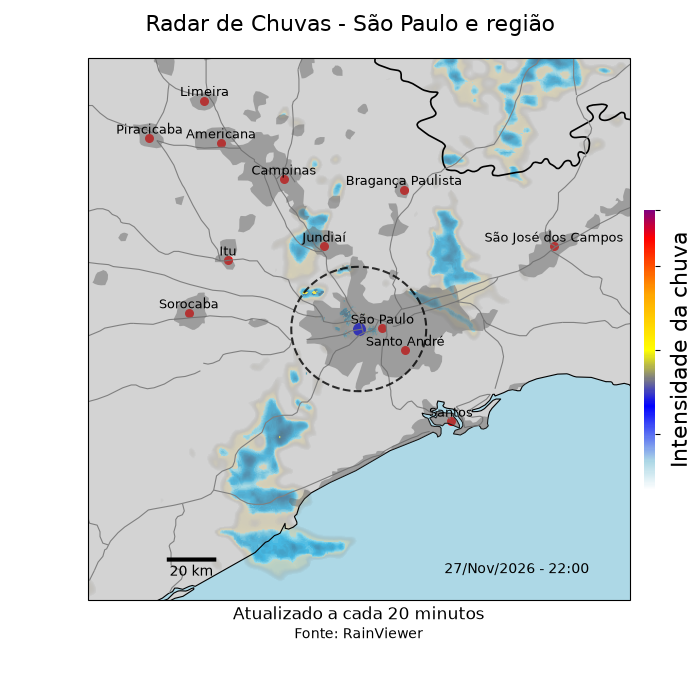 Radar de Chuvas - São Paulo e região
Limeira
Piracicaba
Americana
Campinas
Bragança Paulista
Jundiaí
São José dos Campos
Itu
Sorocaba
São Paulo
Santo André
Santos
Intensidade da chuva
20 km
27/Nov/2026 - 22:00
Atualizado a cada 20 minutos
Fonte: RainViewer